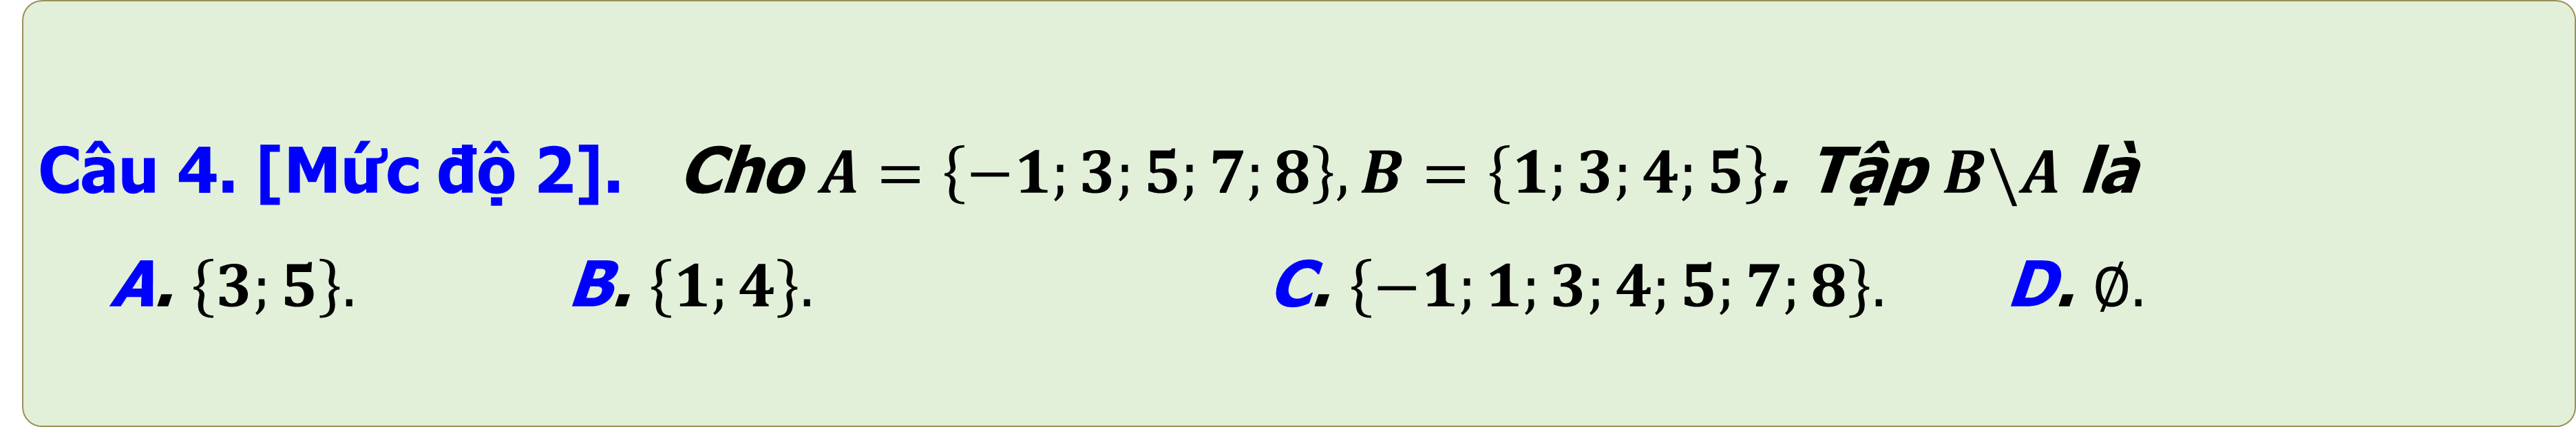 Câu 4. [Mức độ 2]. Cho A = {−1; 3; 5; 7; 8}, B = {1; 3; 4; 5}. Tập B\A là
A. {3; 5}. B. {1; 4}. C. {−1; 1; 3; 4; 5; 7; 8}. D. ∅.